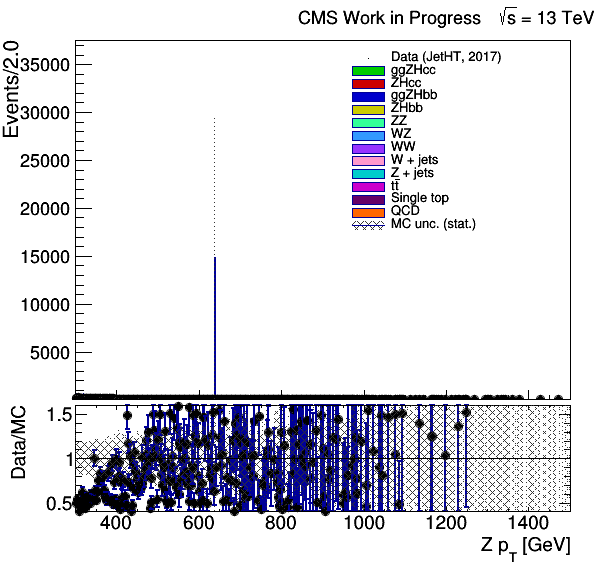 CMS Work in Progress √s = 13 TeV
Events/2.0
35000
30000
25000
20000
15000
10000
5000
Data (JetHT, 2017)
ggZHcc
ZHcc
ggZHbb
ZHbb
ZZ
WZ
WW
W + jets
Z + jets
tt̄
Single top
QCD
MC unc. (stat.)
Data/MC
1.5
1
0.5
400 600 800 1000 1200 1400
Z p_T [GeV]